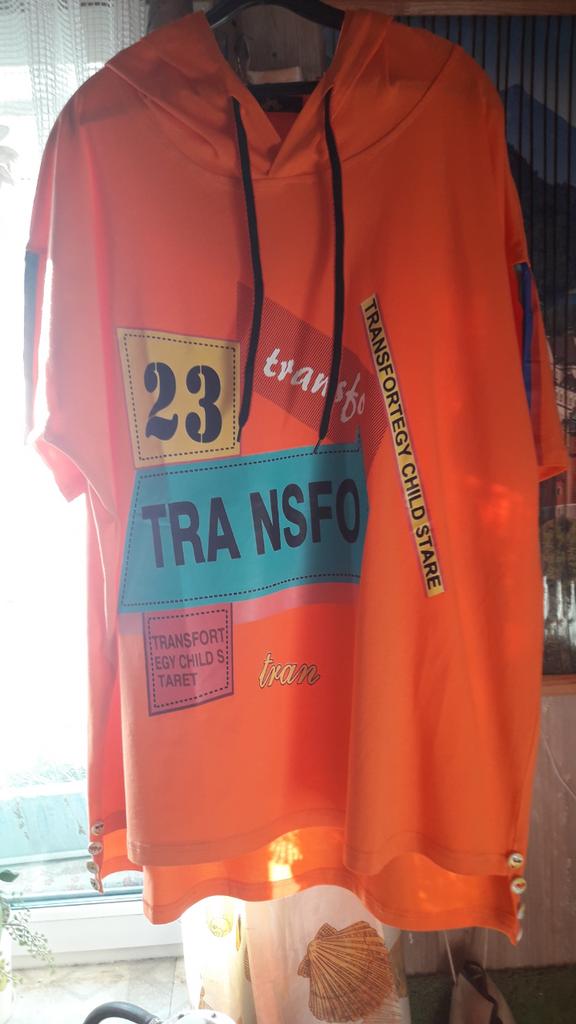 23
transfo
TRANSFORTEGY CHILD STARE
TRA NSFO
TRANSFORT
EGY CHILD S
TARET
tran